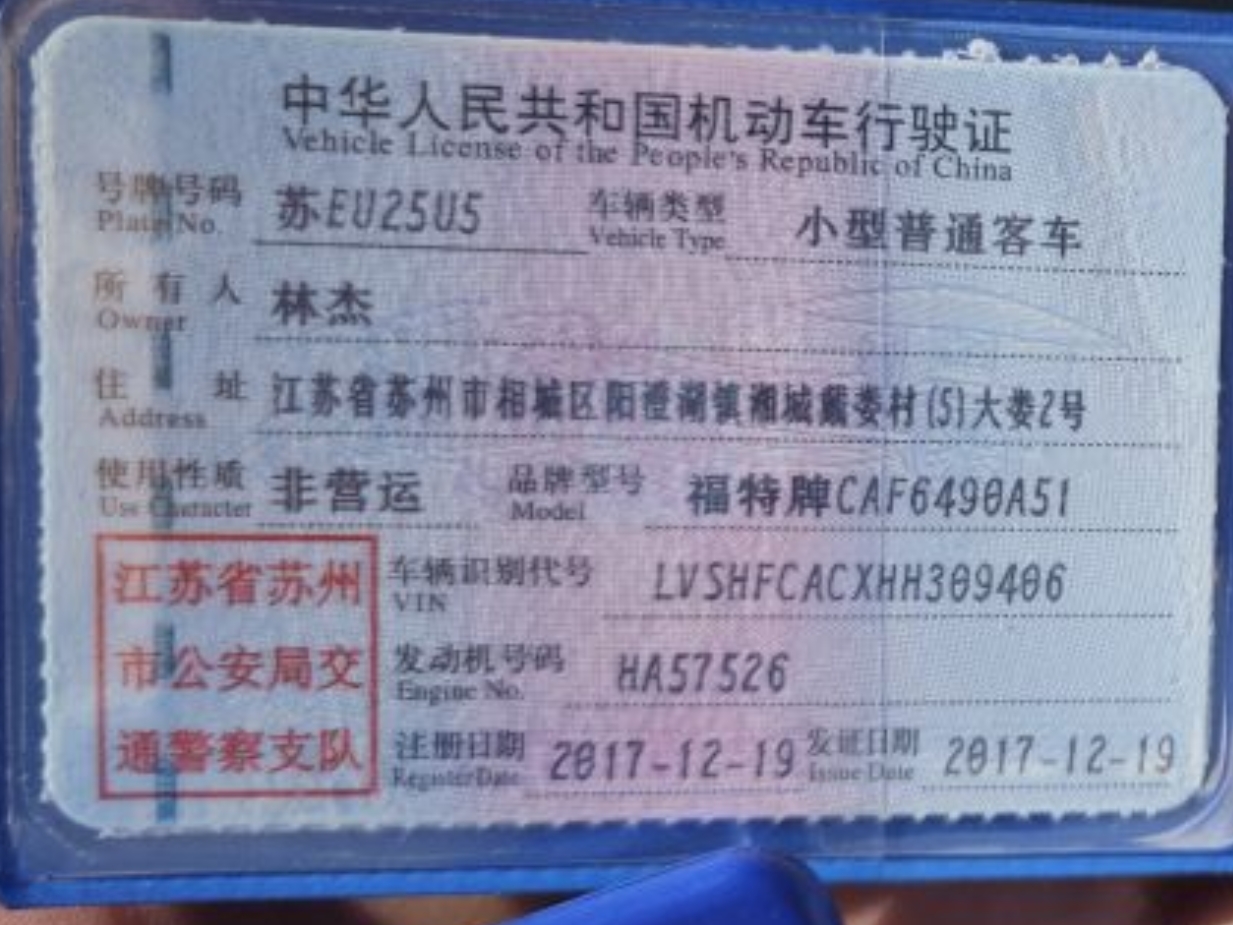 中华人民共和国机动车行驶证
Vehicle License of the People's Republic of China
号牌号码 苏EU25U5 车辆类型 小型普通客车
Plate No. Vehicle Type
所有人 林杰
Owner
住址 江苏省苏州市相城区阳澄湖镇湘城戴娄村(5)大娄2号
Address
使用性质 非营运 品牌型号 福特牌CAF6490A51
Use Character Model
江苏省苏州
市公安局交
通警察支队
车辆识别代号 LVSHFCACXHH309406
VIN
发动机号码 HA57526
Engine No.
注册日期 2017-12-19 发证日期 2017-12-19
Register Date Issue Date